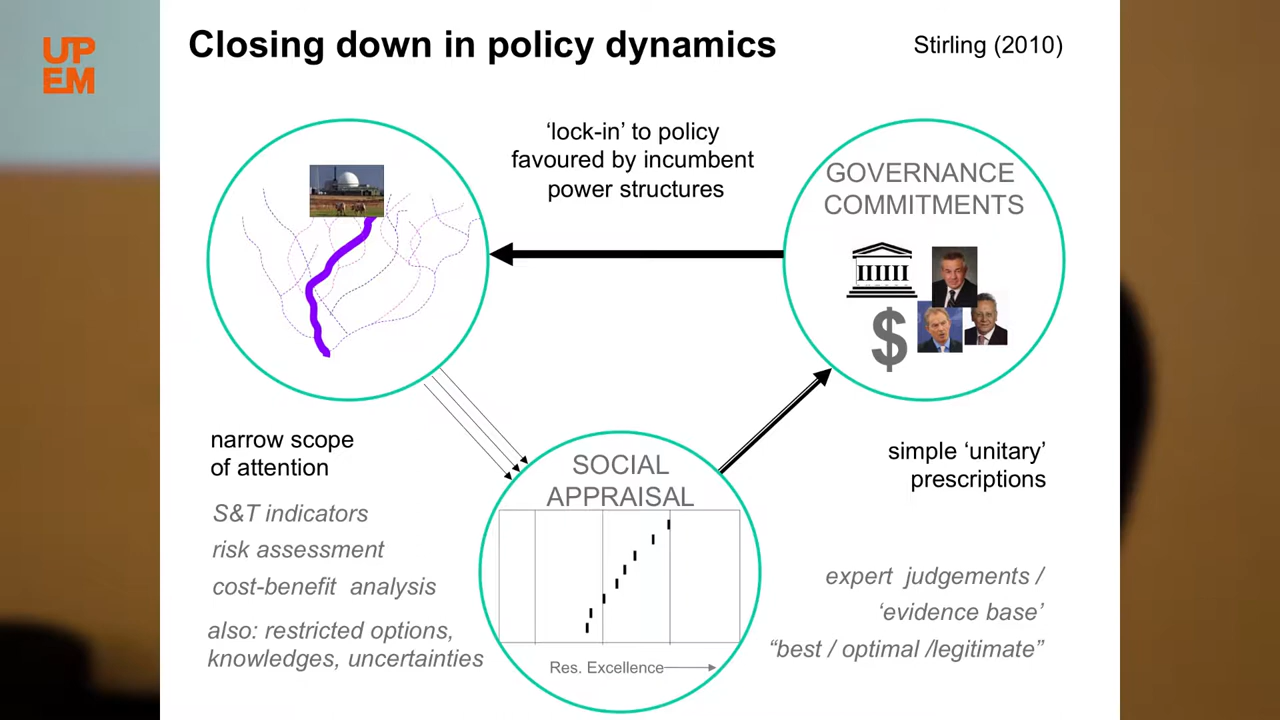 UP
EM
Closing down in policy dynamics
Stirling (2010)
‘lock-in’ to policy
favoured by incumbent
power structures
GOVERNANCE
COMMITMENTS
$
narrow scope
of attention
S&T indicators
risk assessment
cost-benefit analysis
also: restricted options,
knowledges, uncertainties
SOCIAL
APPRAISAL
Res. Excellence
simple ‘unitary’
prescriptions
expert judgements /
‘evidence base’
“best / optimal /legitimate”